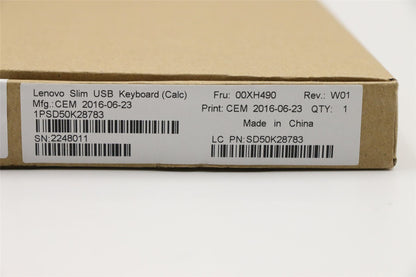 Lenovo Slim USB Keyboard (Calc) Fru: 00XH490 Rev.: W01
Mfg.:CEM 2016-06-23 Print: CEM 2016-06-23 QTY: 1
1PSD50K28783 Made in China
SN:2248011 LC PN:SD50K28783